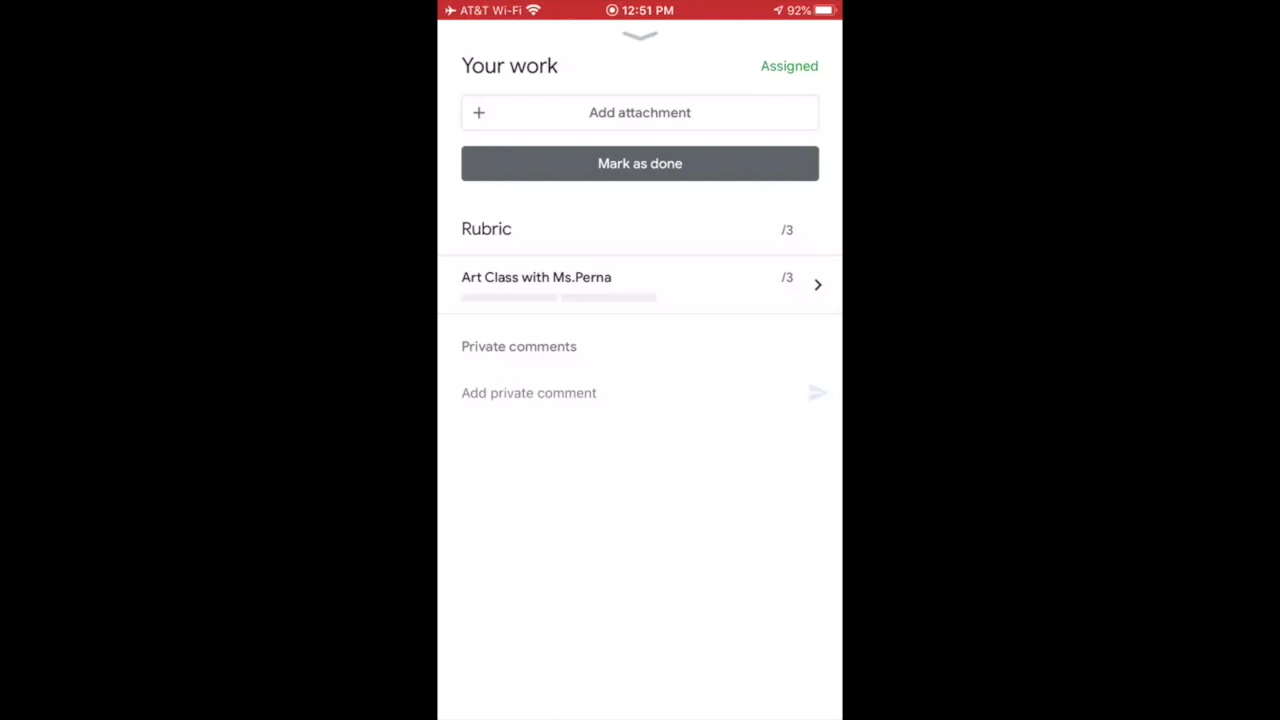 AT&T Wi-Fi 12:51 PM 92%
Your work Assigned
+ Add attachment
Mark as done
Rubric /3
Art Class with Ms.Perna /3
Private comments
Add private comment